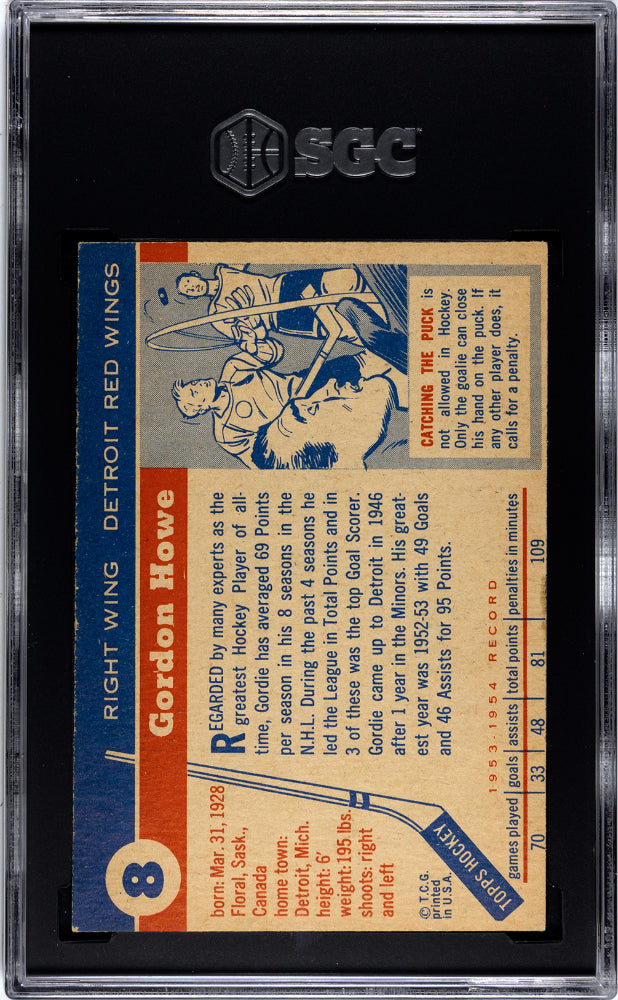 SGC
RIGHT WING · DETROIT RED WINGS
8
Gordon Howe
born: Mar. 31, 1928
Floral, Sask.,
Canada
home town:
Detroit, Mich.
height: 6'
weight: 195 lbs.
shoots: right
and left
© T.C.G.
printed
in U.S.A.
TOPPS HOCKEY
REGARDED by many experts as the
greatest Hockey Player of all-
time, Gordie has averaged 69 Points
per season in his 8 seasons in the
N.H.L. During the past 4 seasons he
led the League in Total Points and in
3 of these was the top Goal Scorer.
Gordie came up to Detroit in 1946
after 1 year in the Minors. His great-
est year was 1952-53 with 49 Goals
and 46 Assists for 95 Points.
CATCHING THE PUCK is
not allowed in Hockey.
Only the goalie can close
his hand on the puck. If
any other player does, it
calls for a penalty.
1953-1954 RECORD
games played goals assists total points penalties in minutes
70 33 48 81 109